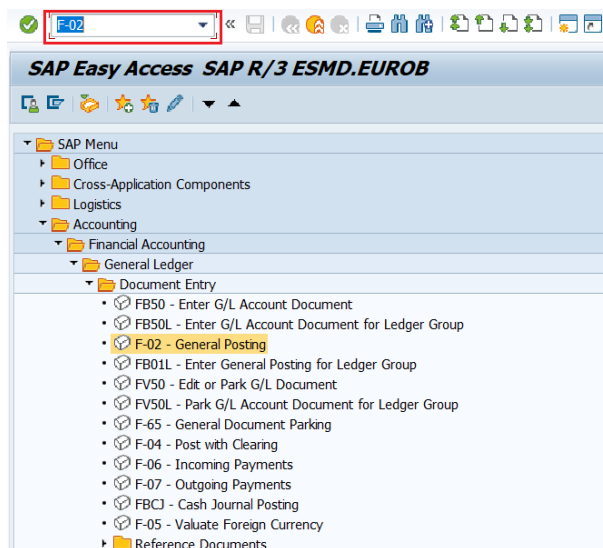 F-02
SAP Easy Access SAP R/3 ESMD.EUROB
SAP Menu
Office
Cross-Application Components
Logistics
Accounting
Financial Accounting
General Ledger
Document Entry
FB50 - Enter G/L Account Document
FB50L - Enter G/L Account Document for Ledger Group
F-02 - General Posting
FB01L - Enter General Posting for Ledger Group
FV50 - Edit or Park G/L Document
FV50L - Park G/L Account Document for Ledger Group
F-65 - General Document Parking
F-04 - Post with Clearing
F-06 - Incoming Payments
F-07 - Outgoing Payments
FBCJ - Cash Journal Posting
F-05 - Valuate Foreign Currency
Reference Documents